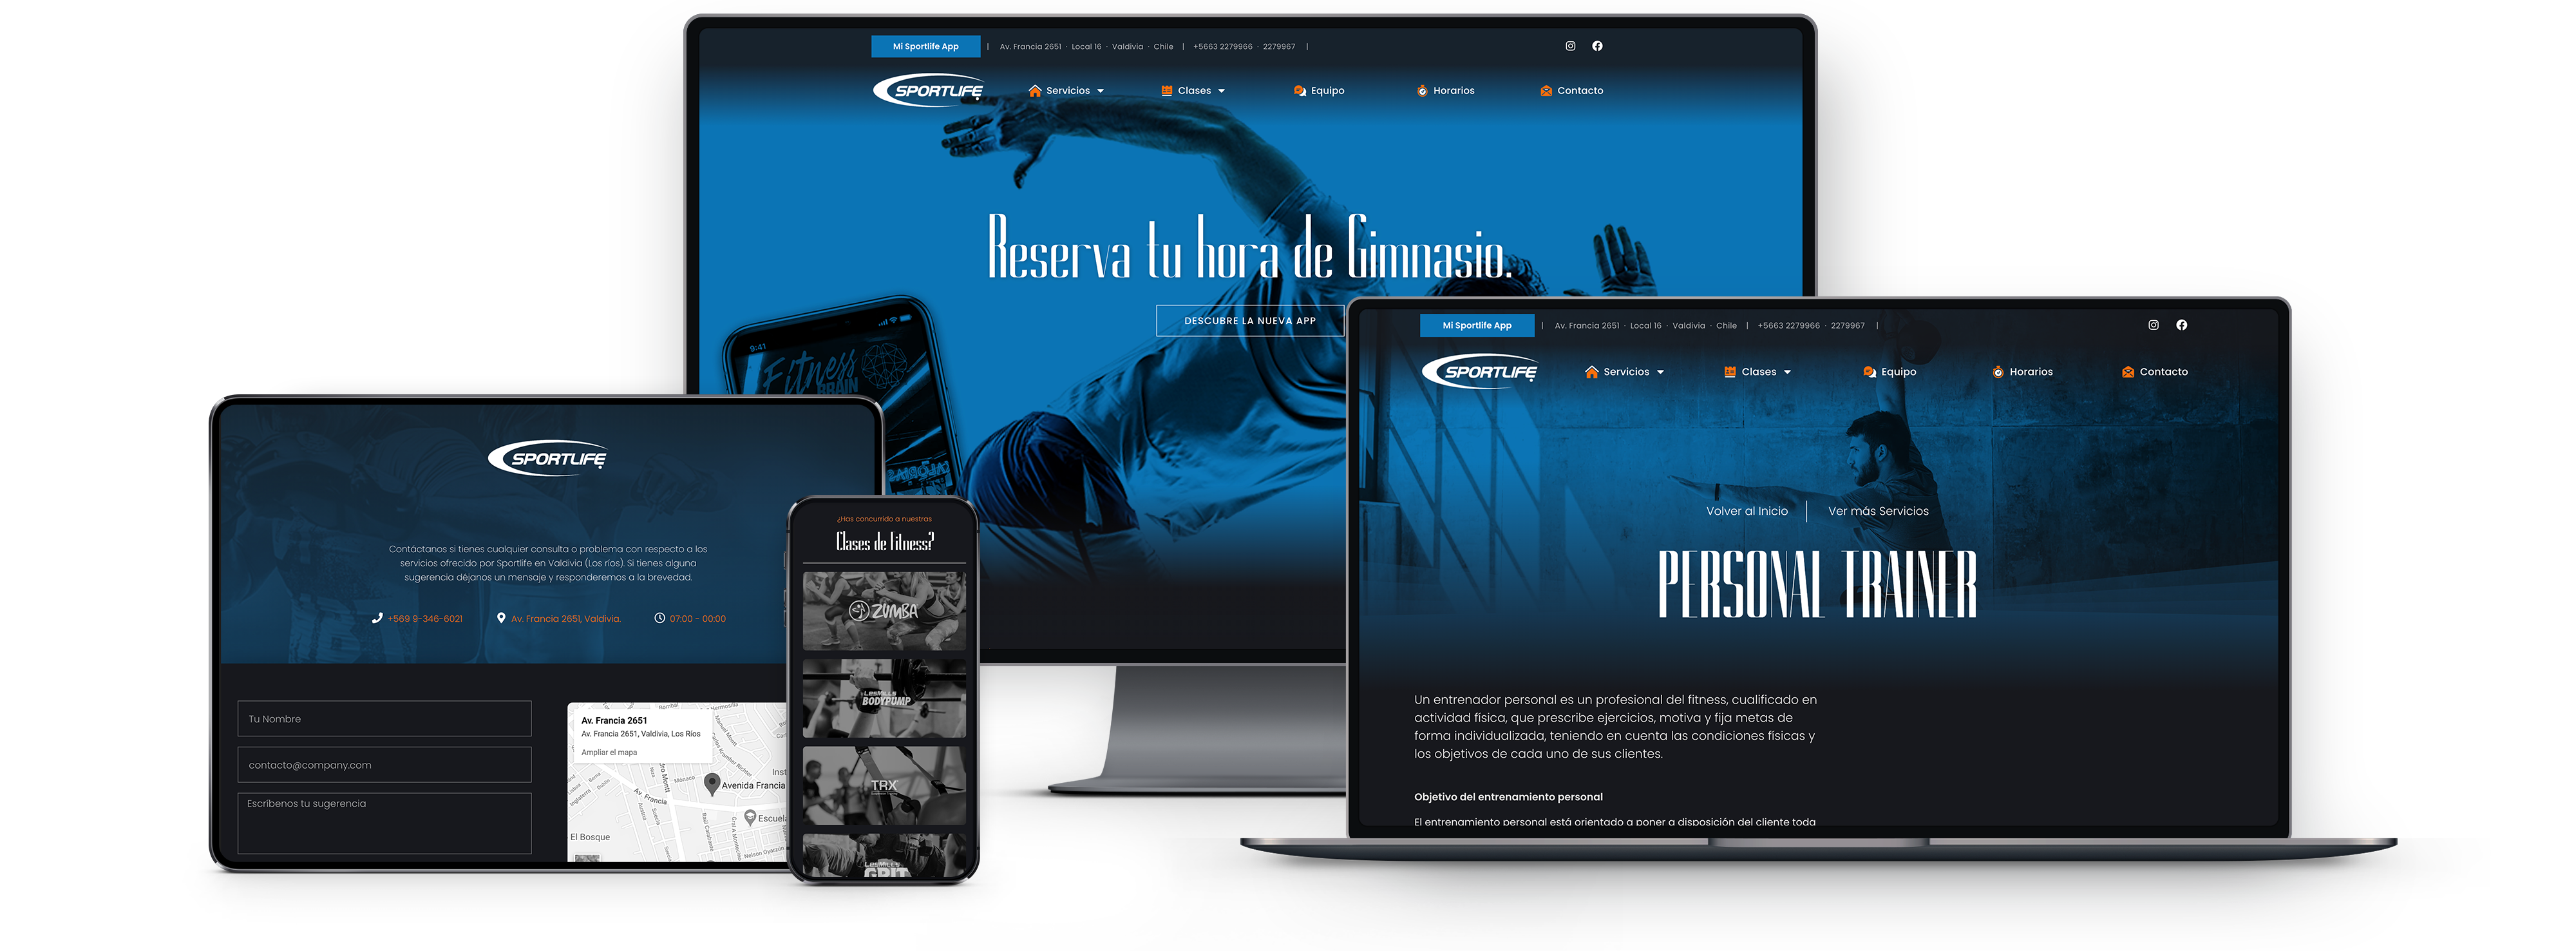 Mi Sportlife App | Av. Francia 2651 · Local 16 · Valdivia · Chile | +5663 2279966 · 2279967 |
SPORTLIFE
Servicios
Clases
Equipo
Horarios
Contacto
Reserva tu hora de Gimnasio.
DESCUBRE LA NUEVA APP
9:41
Fitness
BRAIN
Mi Sportlife App | Av. Francia 2651 · Local 16 · Valdivia · Chile | +5663 2279966 · 2279967 |
SPORTLIFE
Servicios
Clases
Equipo
Horarios
Contacto
Volver al Inicio | Ver más Servicios
PERSONAL TRAINER
Un entrenador personal es un profesional del fitness, cualificado en
actividad física, que prescribe ejercicios, motiva y fija metas de
forma individualizada, teniendo en cuenta las condiciones físicas y
los objetivos de cada uno de sus clientes.
Objetivo del entrenamiento personal
El entrenamiento personal está orientado a poner a disposición del cliente toda
SPORTLIFE
Contáctanos si tienes cualquier consulta o problema con respecto a los
servicios ofrecido por Sportlife en Valdivia (Los ríos). Si tienes alguna
sugerencia déjanos un mensaje y responderemos a la brevedad.
+569 9-346-6021
Av. Francia 2651, Valdivia.
07:00 - 00:00
Tu Nombre
contacto@company.com
Escribenos tu sugerencia
Av. Francia 2651
Av. Francia 2651, Valdivia, Los Ríos
Ampliar el mapa
Mónaco
Inst
Avenida Francia
Av. Francia
Escuela
El Bosque
Nelson Oyarzún
¿Has concurrido a nuestras
Clases de Fitness?
ZUMBA
LESMILLS
BODYPUMP
TRX
LESMILLS
GRIT